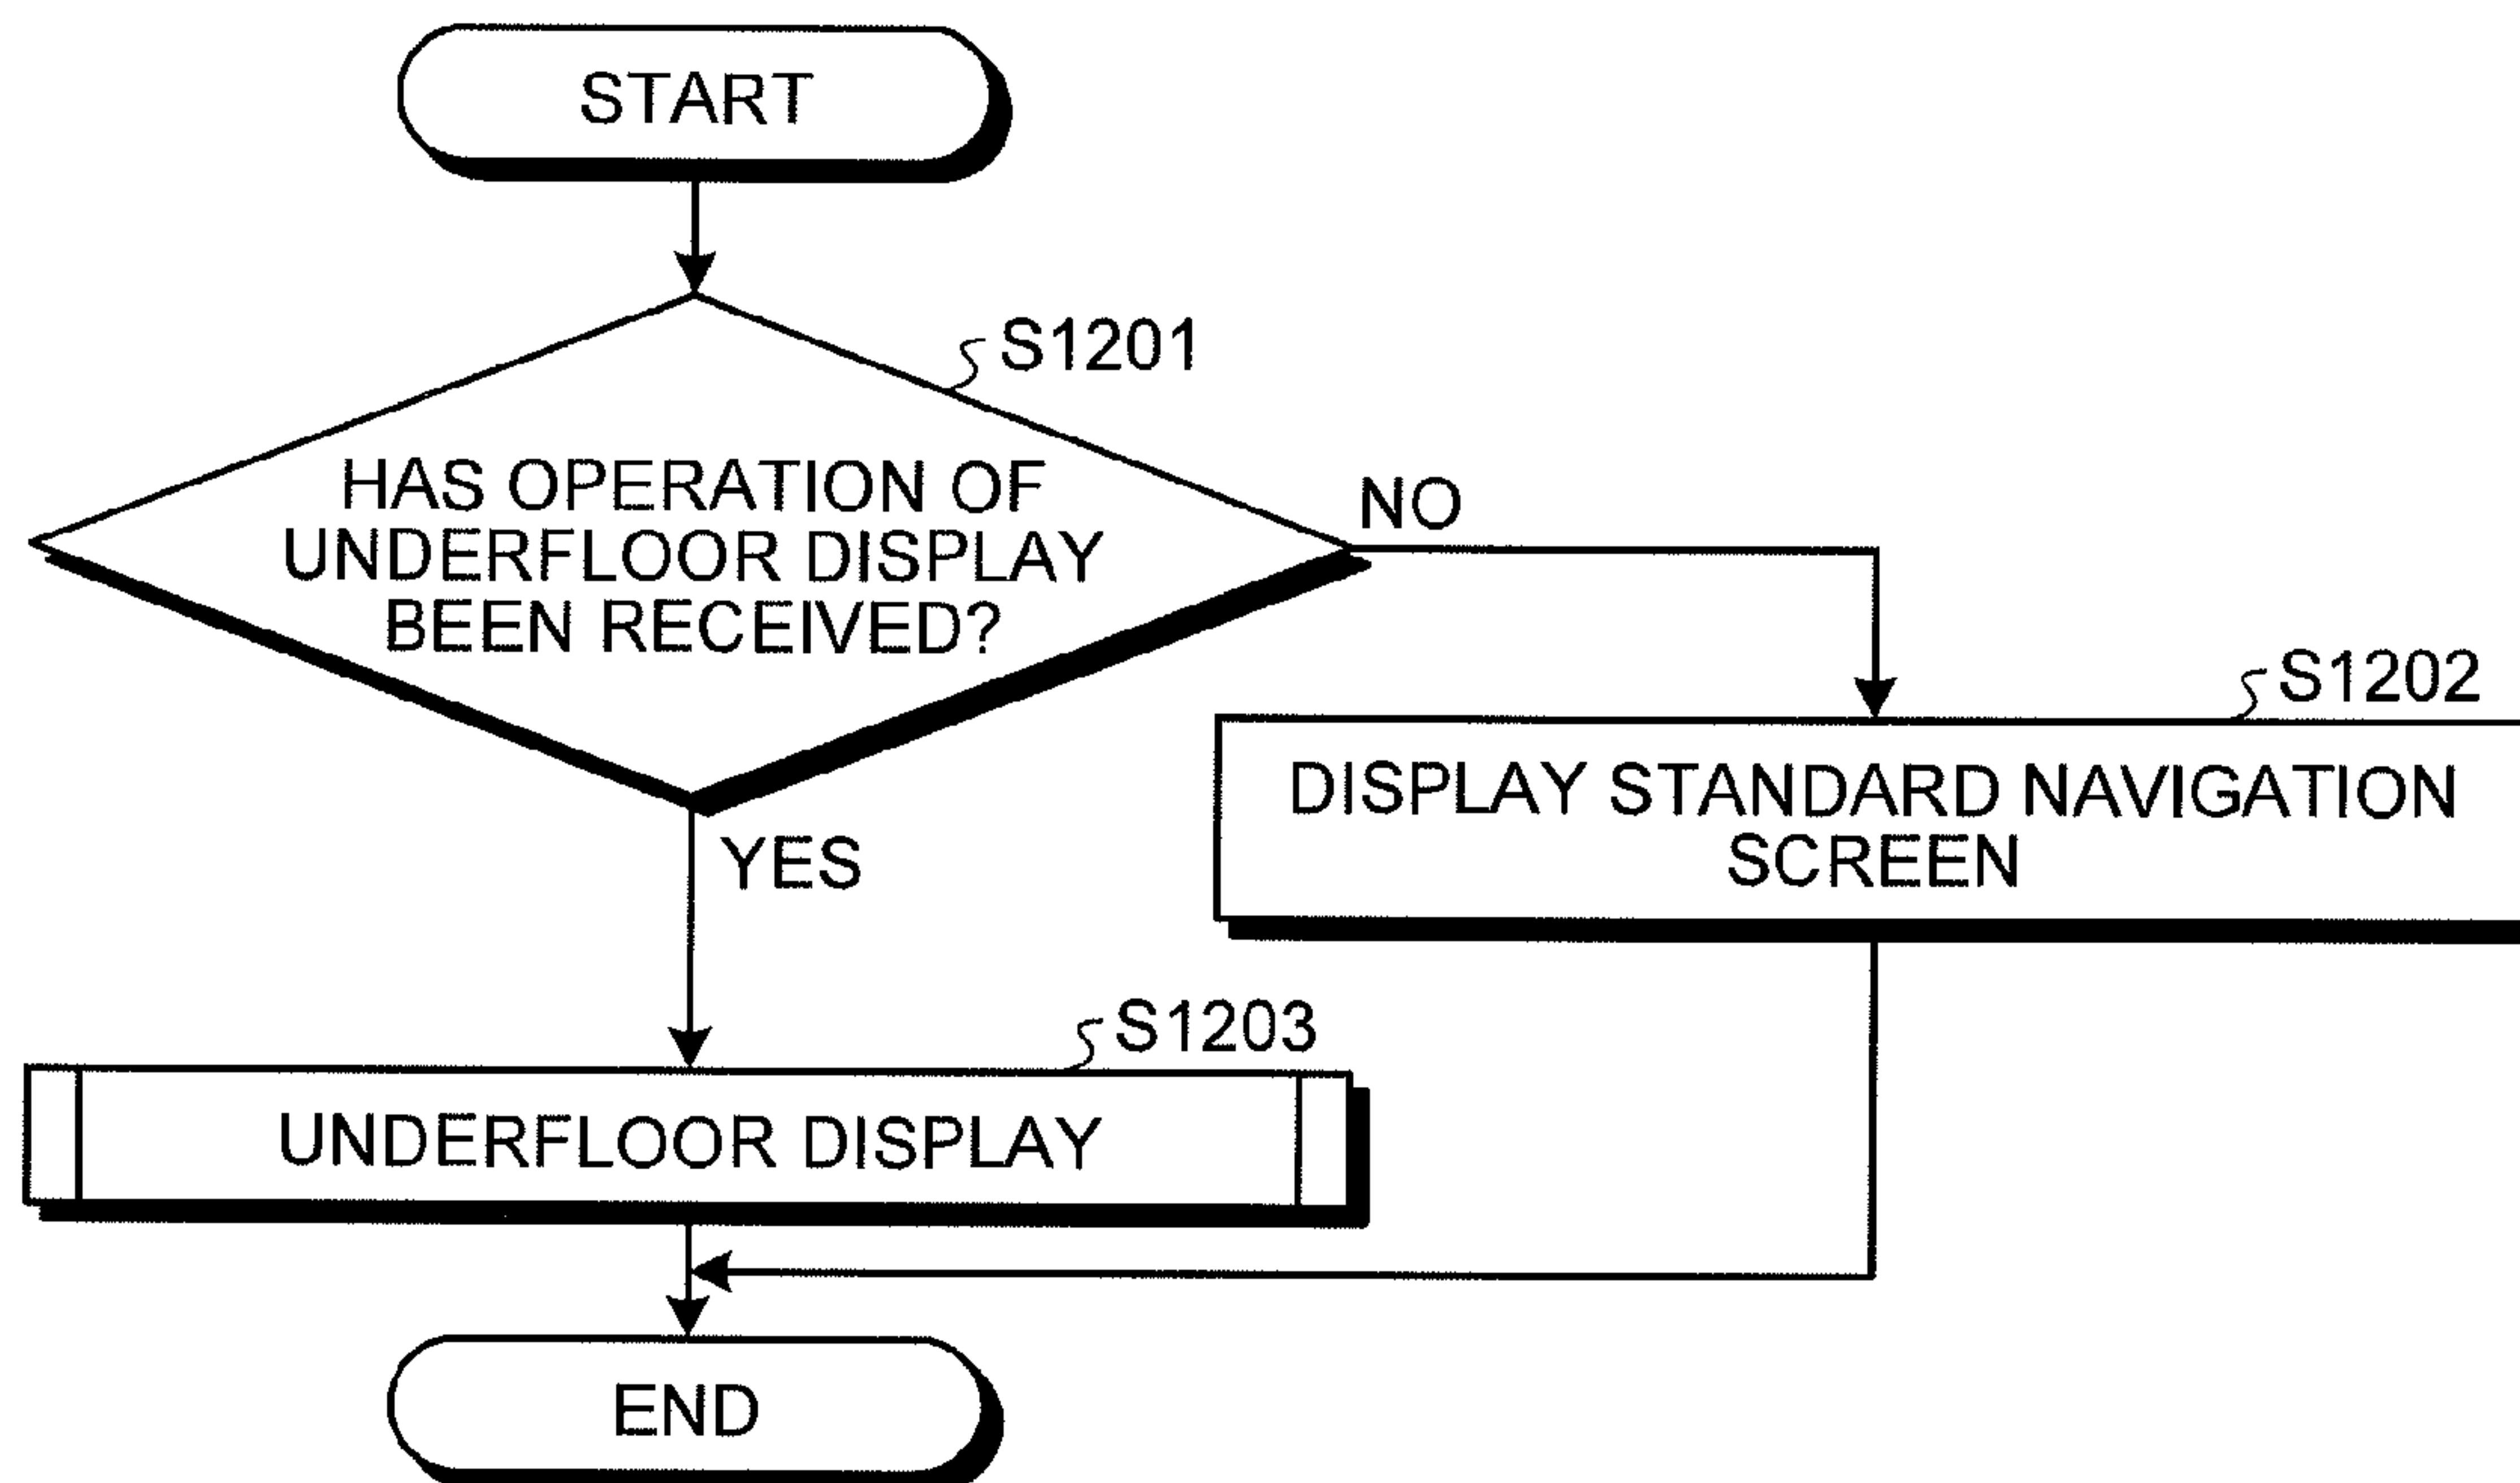 START
S1201
HAS OPERATION OF
UNDERFLOOR DISPLAY
BEEN RECEIVED?
NO
S1202
DISPLAY STANDARD NAVIGATION
SCREEN
YES
S1203
UNDERFLOOR DISPLAY
END